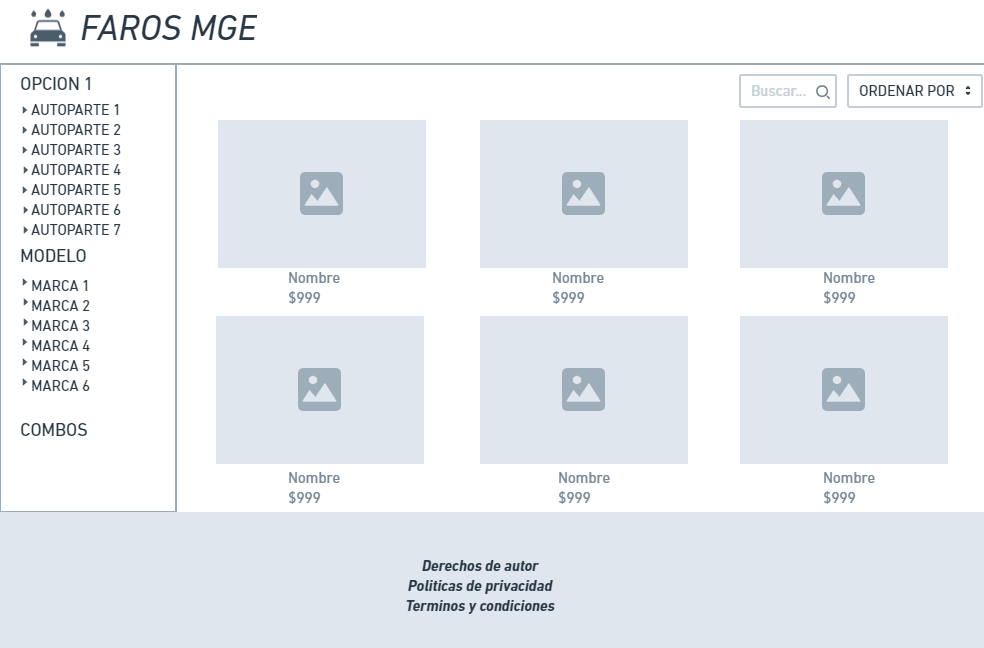 FAROS MGE
OPCION 1
AUTOPARTE 1
AUTOPARTE 2
AUTOPARTE 3
AUTOPARTE 4
AUTOPARTE 5
AUTOPARTE 6
AUTOPARTE 7
MODELO
MARCA 1
MARCA 2
MARCA 3
MARCA 4
MARCA 5
MARCA 6
COMBOS
Buscar...
ORDENAR POR
Nombre
$999
Nombre
$999
Nombre
$999
Nombre
$999
Nombre
$999
Nombre
$999
Derechos de autor
Politicas de privacidad
Terminos y condiciones